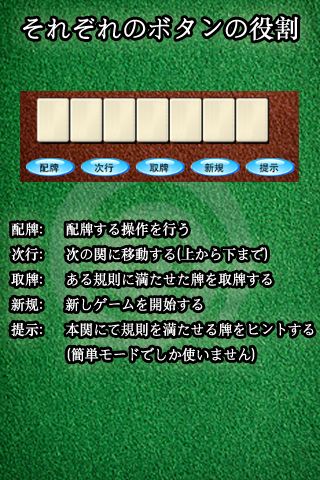 それぞれのボタンの役割
配牌 次行 取牌 新規 提示
配牌: 配牌する操作を行う
次行: 次の関に移動する(上から下まで)
取牌: ある規則に満たせた牌を取牌する
新規: 新しゲームを開始する
提示: 本関にて規則を満たせる牌をヒントする
(簡単モードでしか使いません)